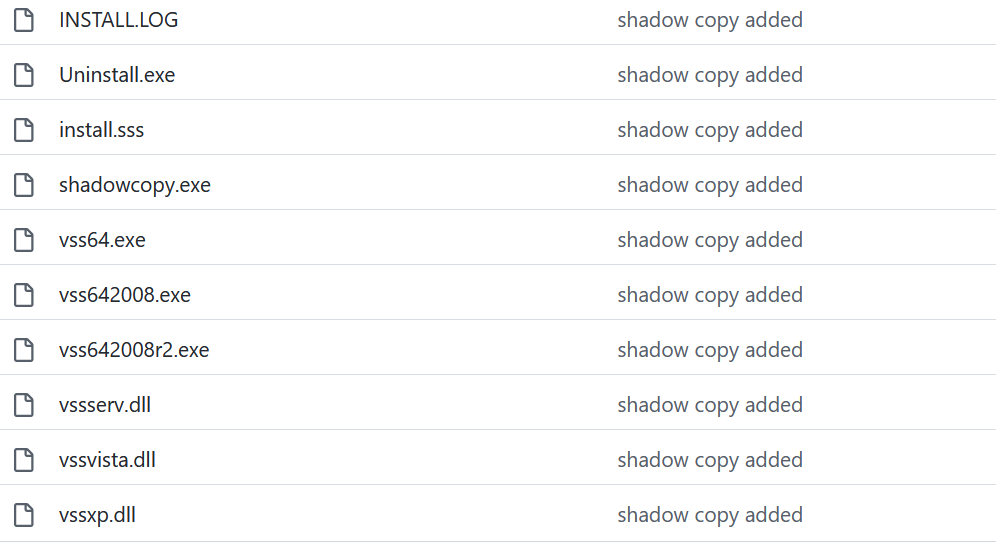 INSTALL.LOG shadow copy added
Uninstall.exe shadow copy added
install.sss shadow copy added
shadowcopy.exe shadow copy added
vss64.exe shadow copy added
vss642008.exe shadow copy added
vss642008r2.exe shadow copy added
vssserv.dll shadow copy added
vssvista.dll shadow copy added
vssxp.dll shadow copy added